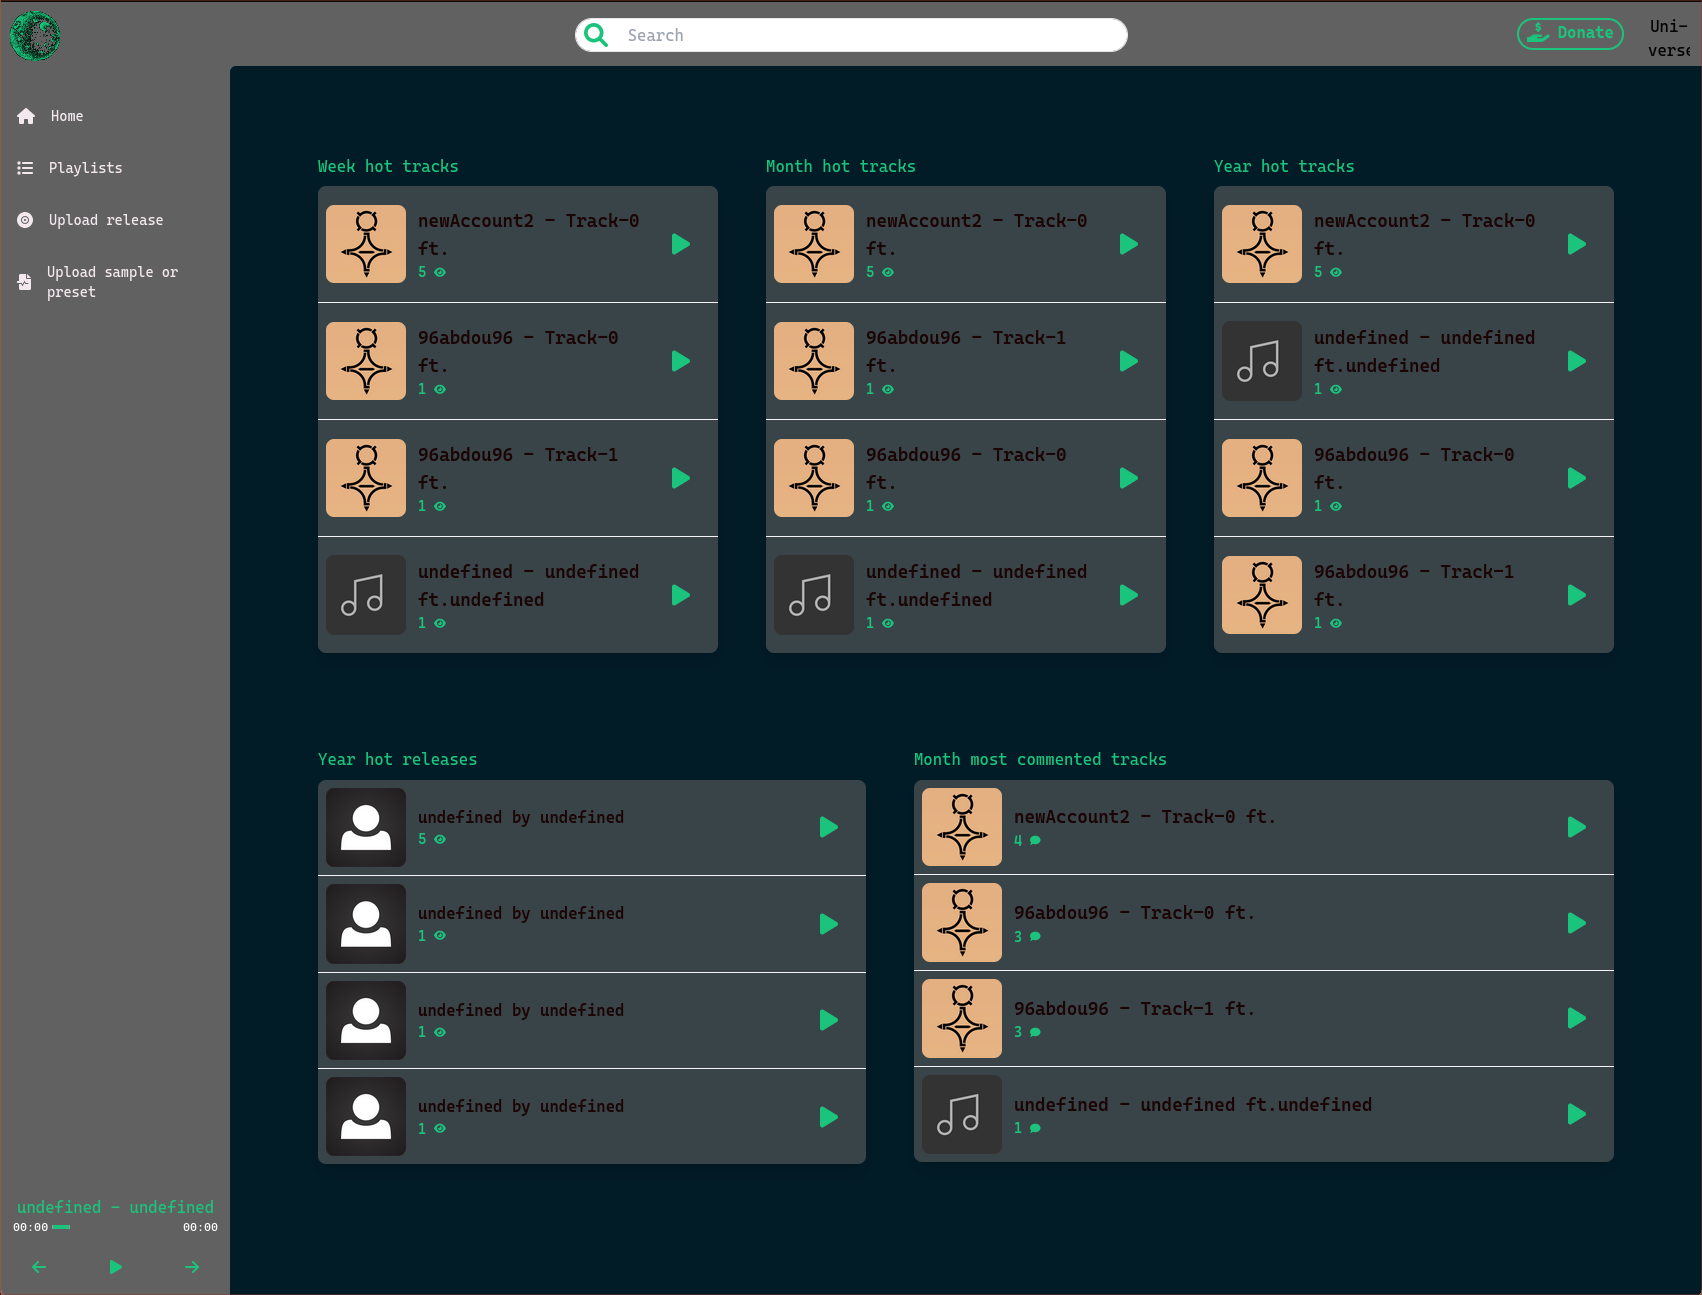 Search
Donate
Uni-
verse
Home
Playlists
Upload release
Upload sample or
preset
Week hot tracks
newAccount2 - Track-0
ft.
5
96abdou96 - Track-0
ft.
1
96abdou96 - Track-1
ft.
1
undefined - undefined
ft.undefined
1
Month hot tracks
newAccount2 - Track-0
ft.
5
96abdou96 - Track-1
ft.
1
96abdou96 - Track-0
ft.
1
undefined - undefined
ft.undefined
1
Year hot tracks
newAccount2 - Track-0
ft.
5
undefined - undefined
ft.undefined
1
96abdou96 - Track-0
ft.
1
96abdou96 - Track-1
ft.
1
Year hot releases
undefined by undefined
5
undefined by undefined
1
undefined by undefined
1
undefined by undefined
1
Month most commented tracks
newAccount2 - Track-0 ft.
4
96abdou96 - Track-0 ft.
3
96abdou96 - Track-1 ft.
3
undefined - undefined ft.undefined
1
undefined - undefined
00:00 00:00